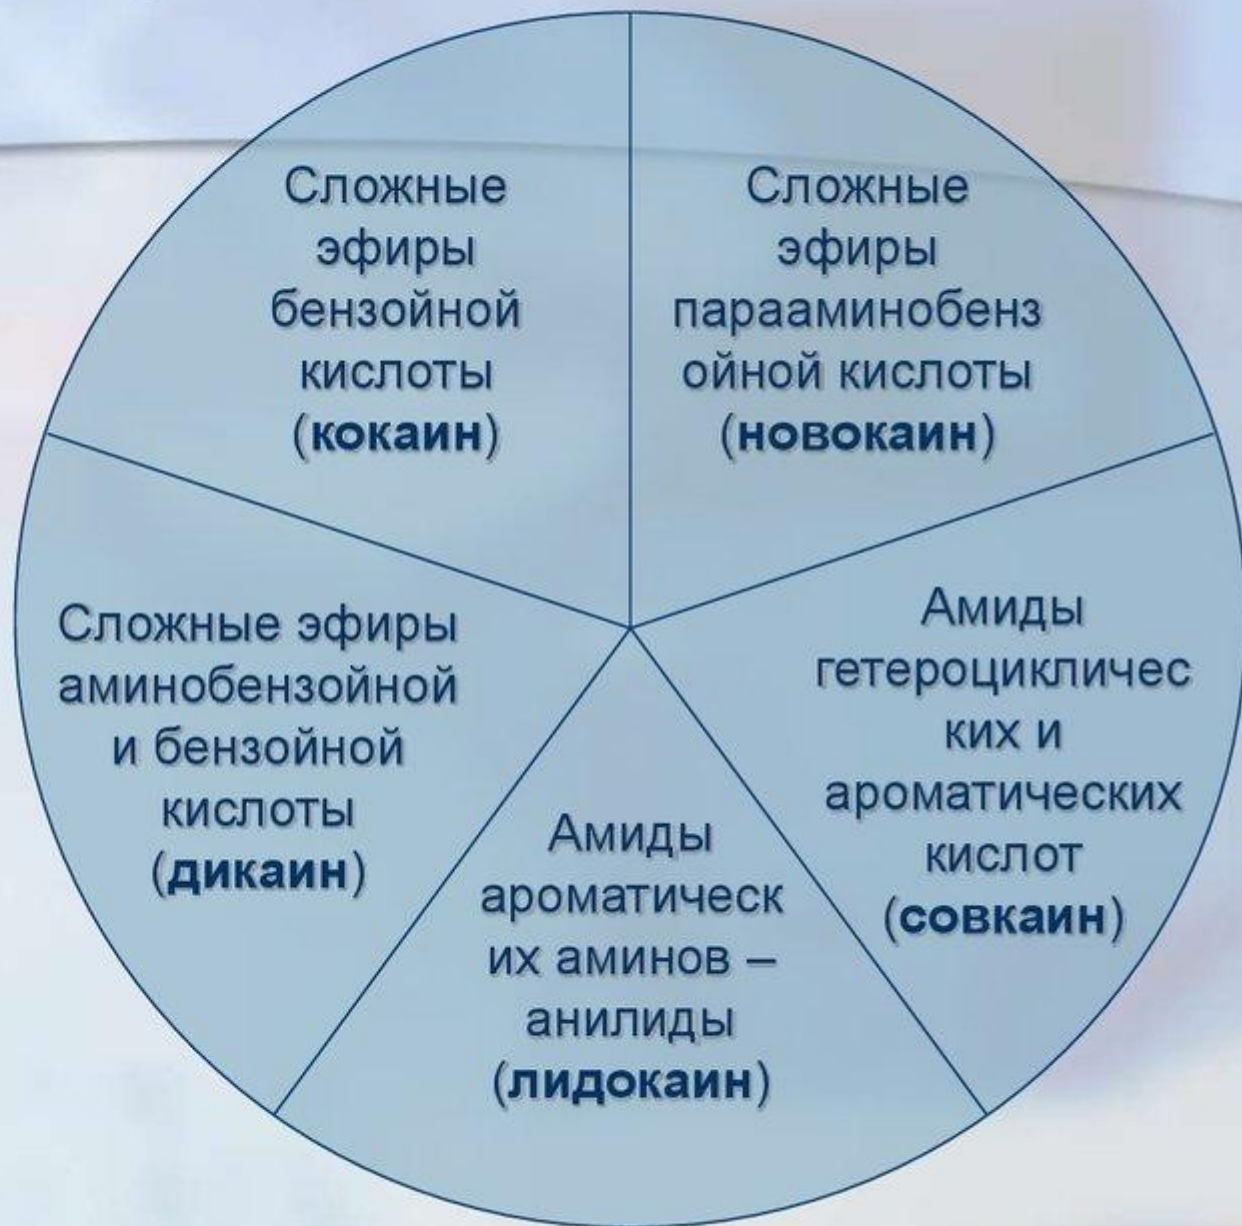 Сложные
эфиры
бензойной
кислоты
(кокаин)
Сложные
эфиры
парааминобенз
ойной кислоты
(новокаин)
Амиды
гетероцикличес
ких и
ароматических
кислот
(совкаин)
Амиды
ароматическ
их аминов –
анилиды
(лидокаин)
Сложные эфиры
аминобензойной
и бензойной
кислоты
(дикаин)